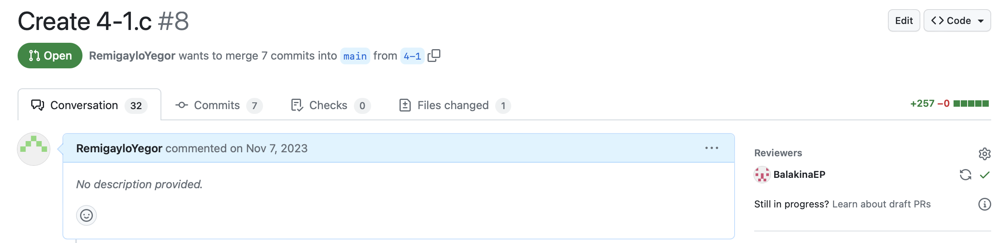 Create 4-1.c #8
Edit
Code
Open
RemigayloYegor wants to merge 7 commits into main from 4-1
Conversation 32
Commits 7
Checks 0
Files changed 1
+257 −0
RemigayloYegor commented on Nov 7, 2023
No description provided.
Reviewers
BalakinaEP
Still in progress? Learn about draft PRs